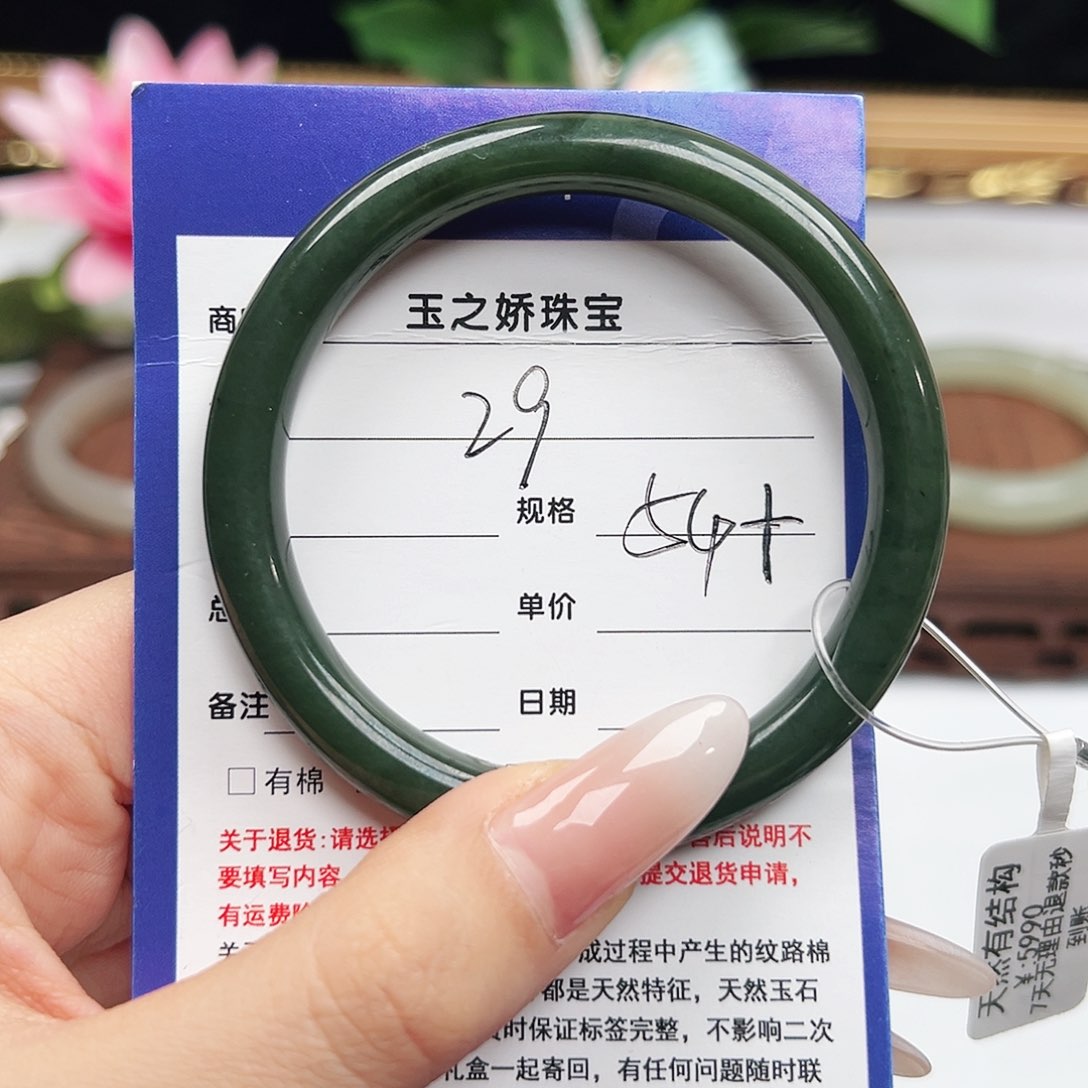 商 玉之娇珠宝
29
规格 54+
总 单价
备注 日期
□有棉
关于退货:请选 售后说明不
要填写内容 提交退货申请,
有运费
成过程中产生的纹路棉
都是天然特征,天然玉石
时保证标签完整,不影响二次
礼盒一起寄回,有任何问题随时联
天然有结构
¥:5990
7天无理由退款秒
到账